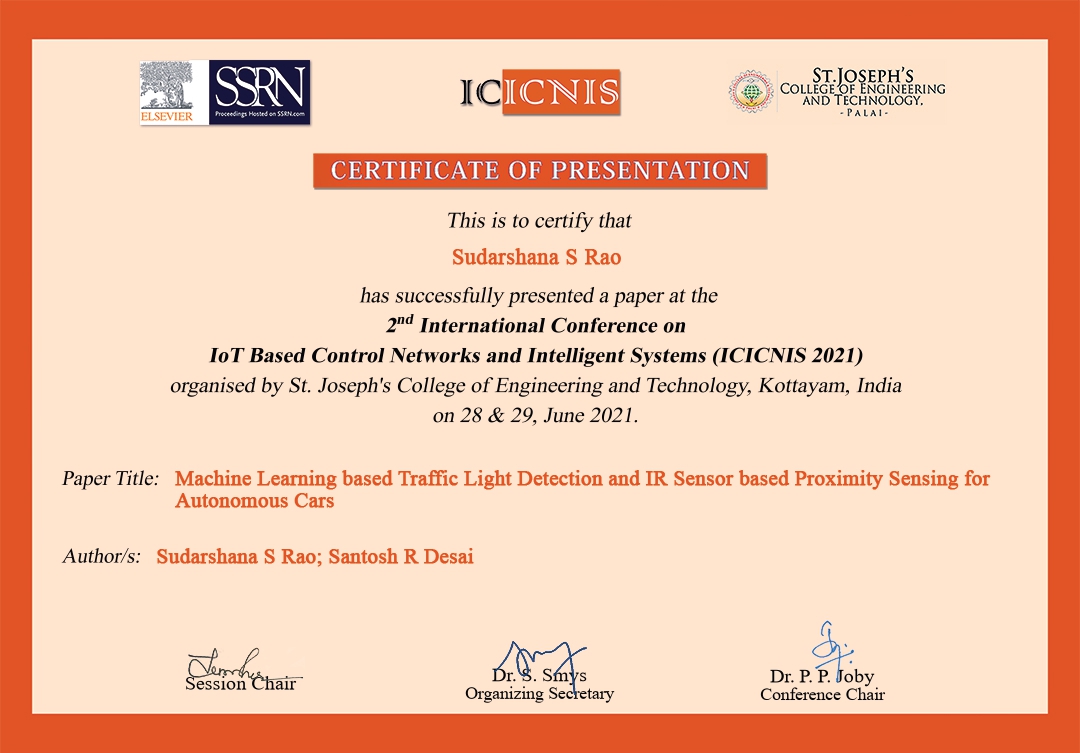 ELSEVIER
SSRN
Proceedings Hosted on SSRN.com
ICICNIS
ST.JOSEPH'S
COLLEGE OF ENGINEERING
AND TECHNOLOGY,
-PALAI-
CERTIFICATE OF PRESENTATION
This is to certify that
Sudarshana S Rao
has successfully presented a paper at the
2nd International Conference on
IoT Based Control Networks and Intelligent Systems (ICICNIS 2021)
organised by St. Joseph's College of Engineering and Technology, Kottayam, India
on 28 & 29, June 2021.
Paper Title: Machine Learning based Traffic Light Detection and IR Sensor based Proximity Sensing for
Autonomous Cars
Author/s: Sudarshana S Rao; Santosh R Desai
Session Chair
Dr. S. Smys
Organizing Secretary
Dr. P. P. Joby
Conference Chair